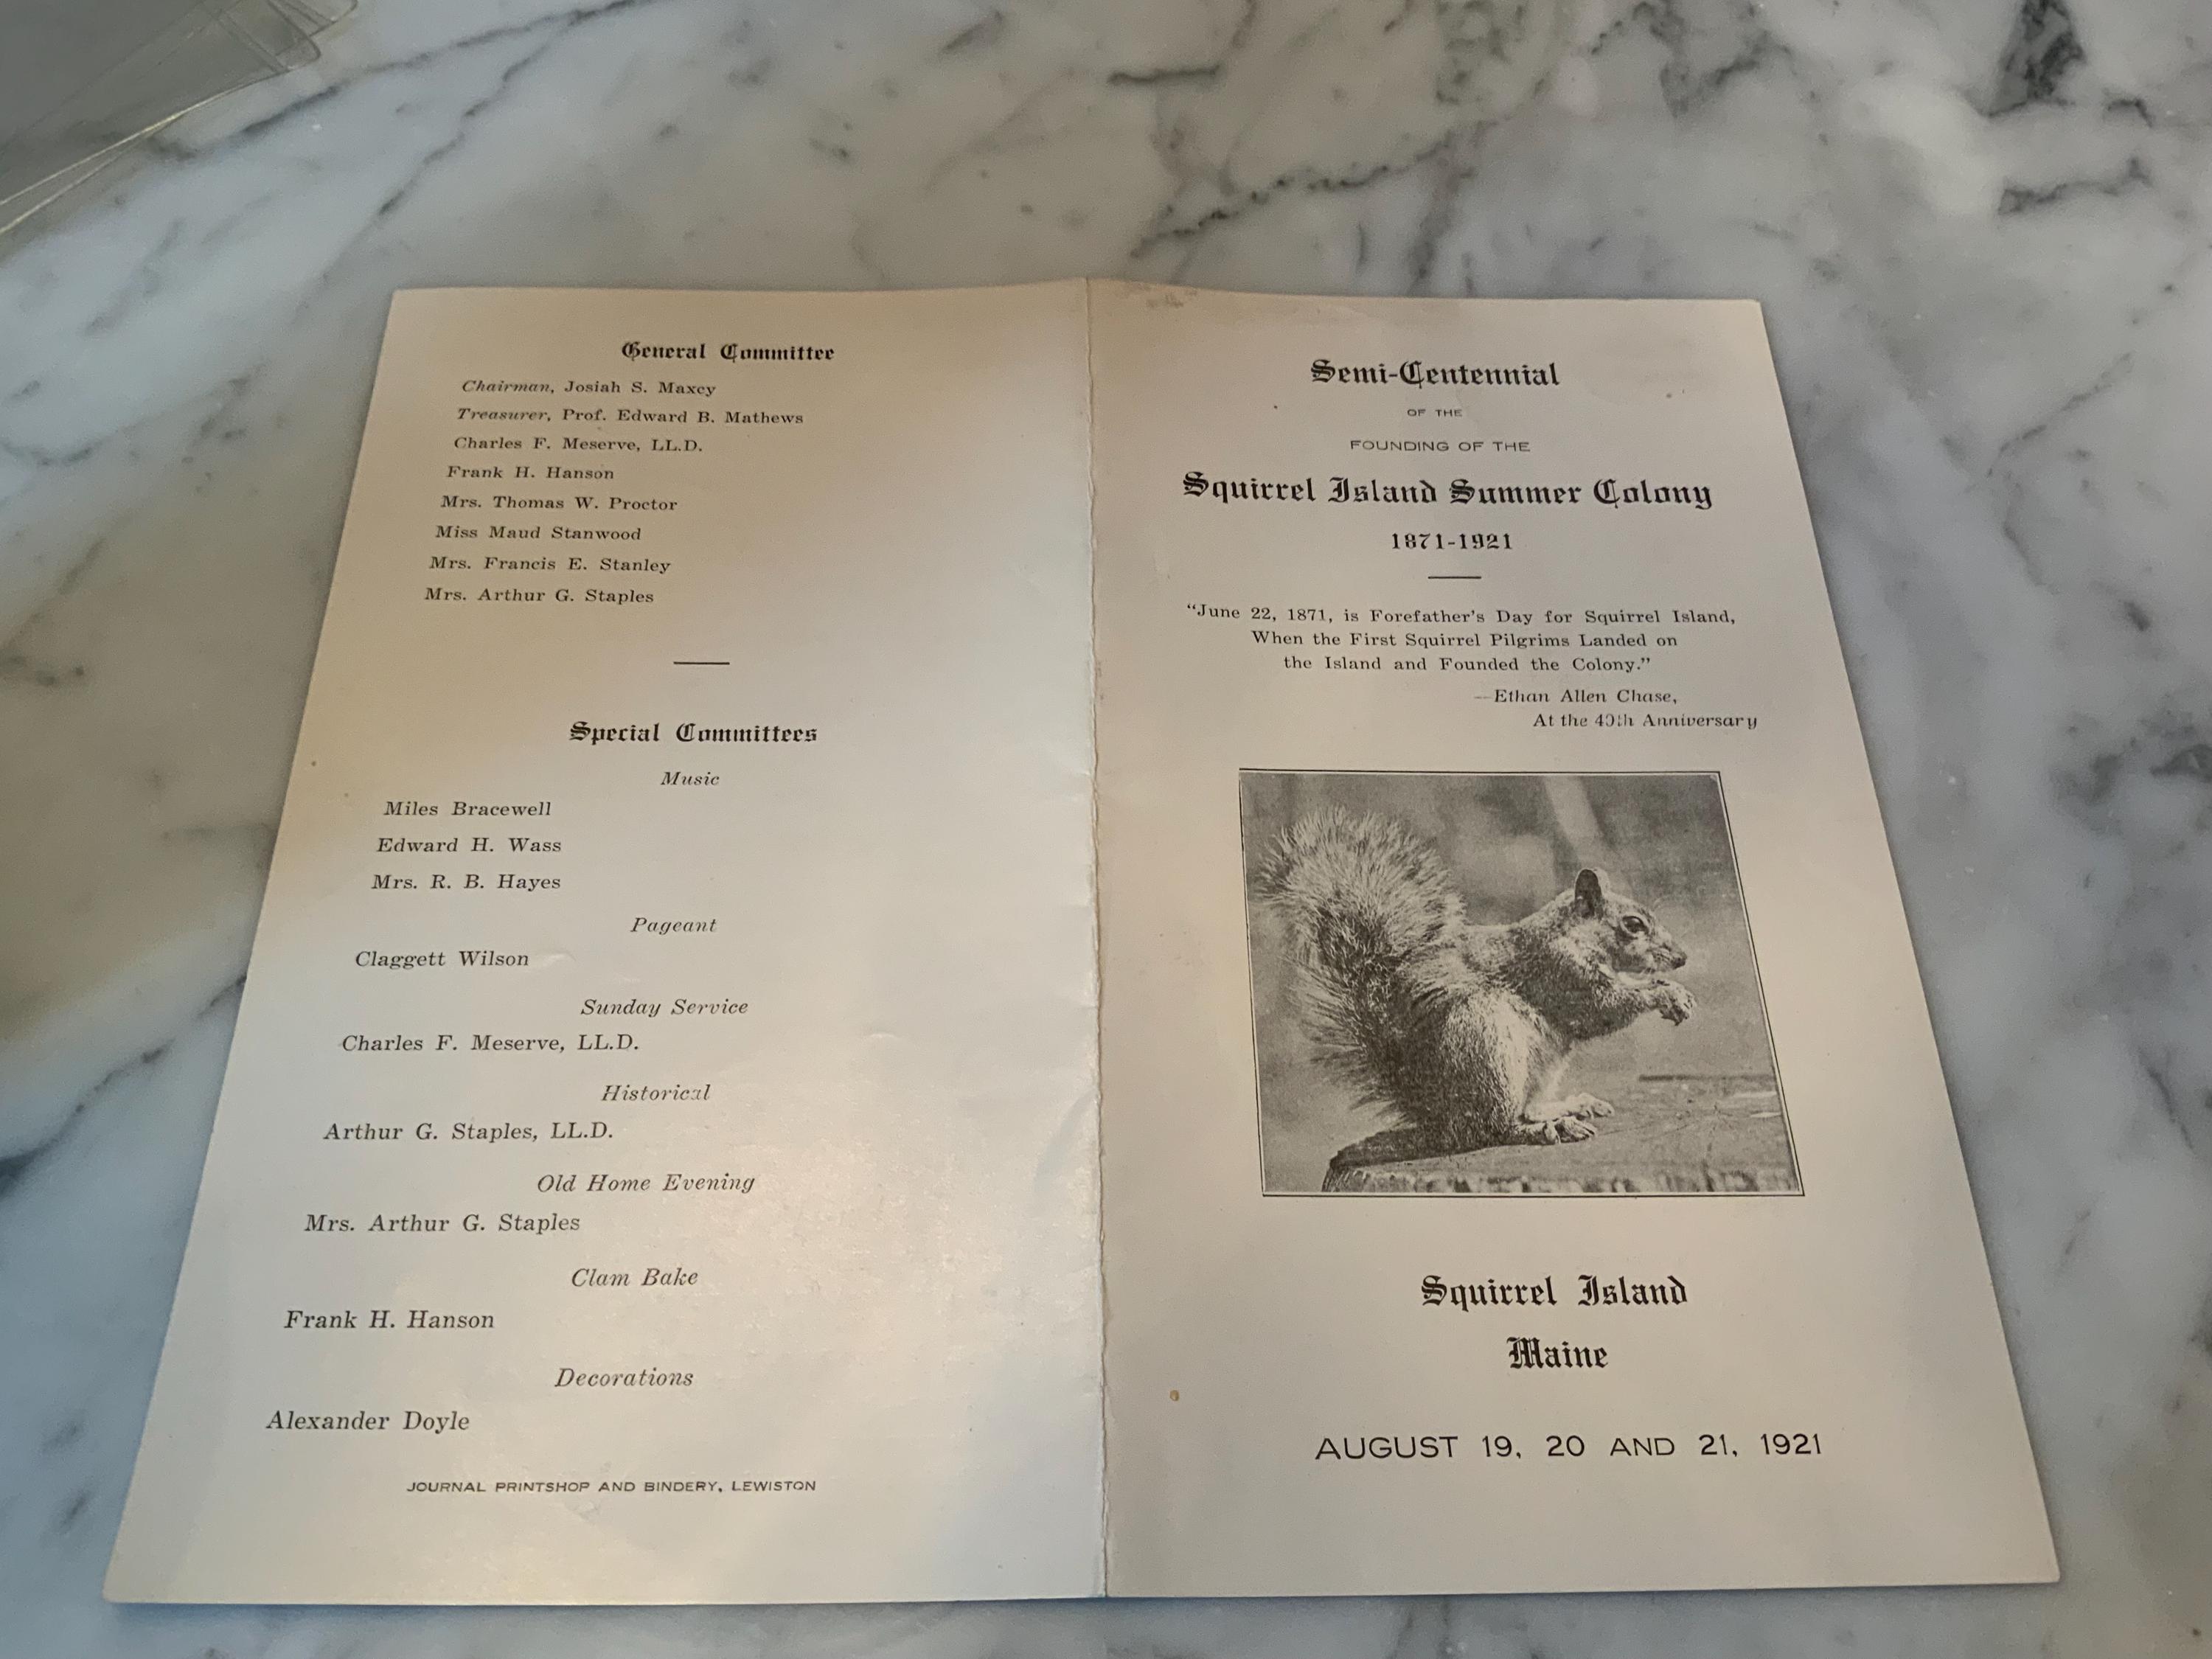 General Committee
Chairman, Josiah S. Maxcy
Treasurer, Prof. Edward B. Mathews
Charles F. Meserve, LL.D.
Frank H. Hanson
Mrs. Thomas W. Proctor
Miss Maud Stanwood
Mrs. Francis E. Stanley
Mrs. Arthur G. Staples
Special Committees
Music
Miles Bracewell
Edward H. Wass
Mrs. R. B. Hayes
Pageant
Claggett Wilson
Sunday Service
Charles F. Meserve, LL.D.
Historical
Arthur G. Staples, LL.D.
Old Home Evening
Mrs. Arthur G. Staples
Clam Bake
Frank H. Hanson
Decorations
Alexander Doyle
JOURNAL PRINTSHOP AND BINDERY, LEWISTON
Semi-Centennial
OF THE
FOUNDING OF THE
Squirrel Island Summer Colony
1871-1921
"June 22, 1871, is Forefather's Day for Squirrel Island,
When the First Squirrel Pilgrims Landed on
the Island and Founded the Colony."
—Ethan Allen Chase,
At the 40th Anniversary
Squirrel Island
Maine
AUGUST 19, 20 AND 21, 1921